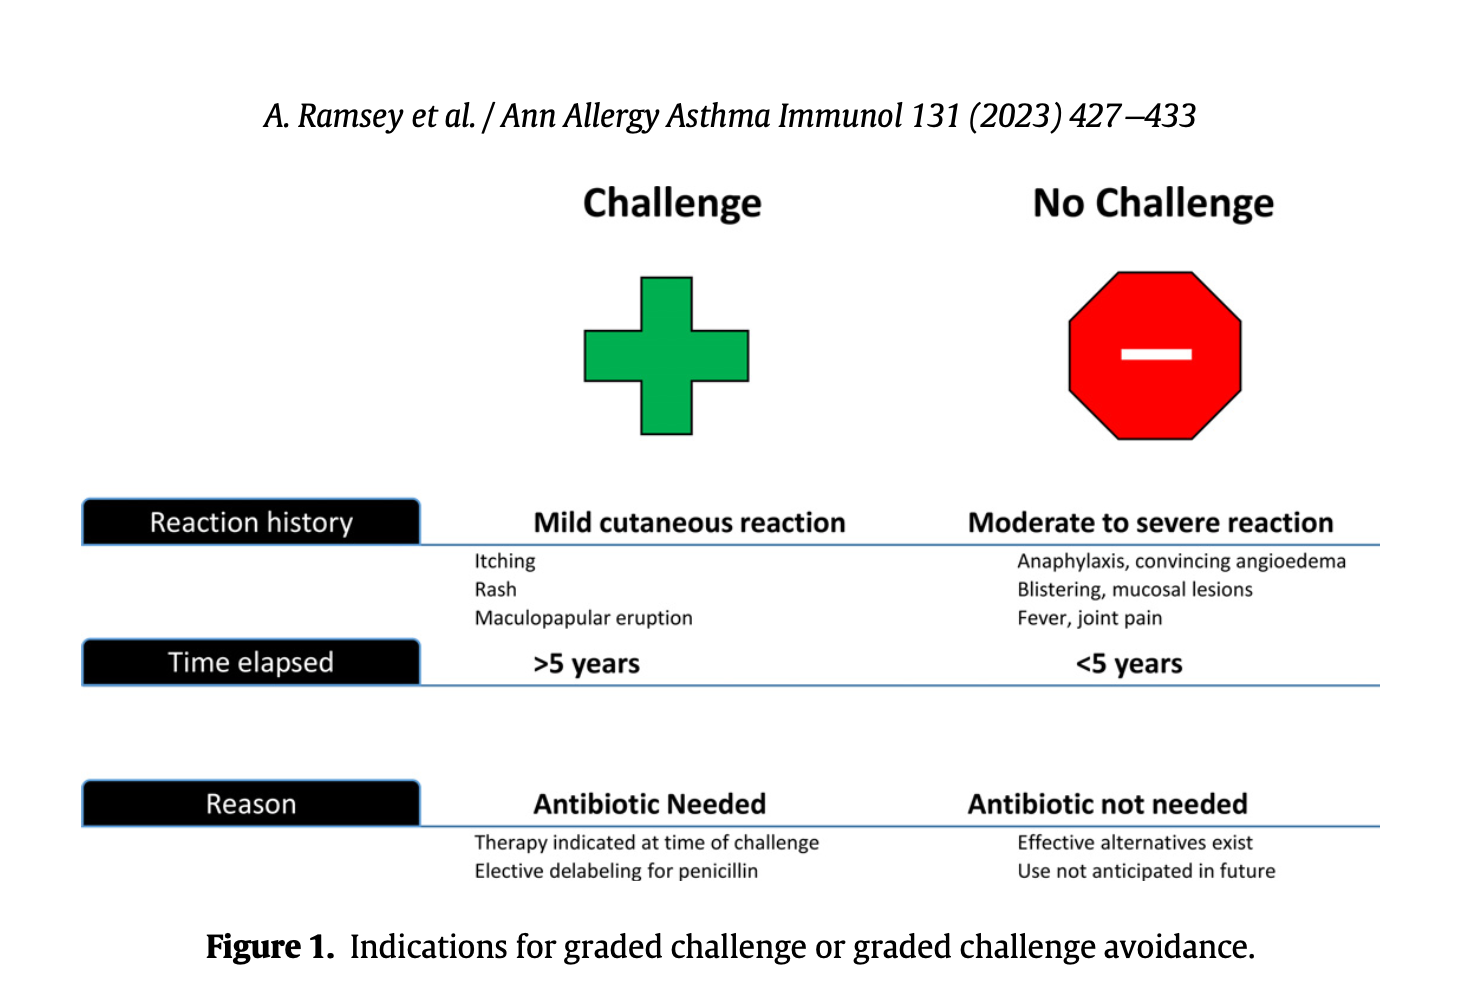 A. Ramsey et al. / Ann Allergy Asthma Immunol 131 (2023) 427—433
Challenge
No Challenge
Reaction history
Mild cutaneous reaction
Moderate to severe reaction
Itching
Anaphylaxis, convincing angioedema
Rash
Blistering, mucosal lesions
Maculopapular eruption
Fever, joint pain
Time elapsed
>5 years
<5 years
Reason
Antibiotic Needed
Antibiotic not needed
Therapy indicated at time of challenge
Effective alternatives exist
Elective delabeling for penicillin
Use not anticipated in future
Figure 1. Indications for graded challenge or graded challenge avoidance.